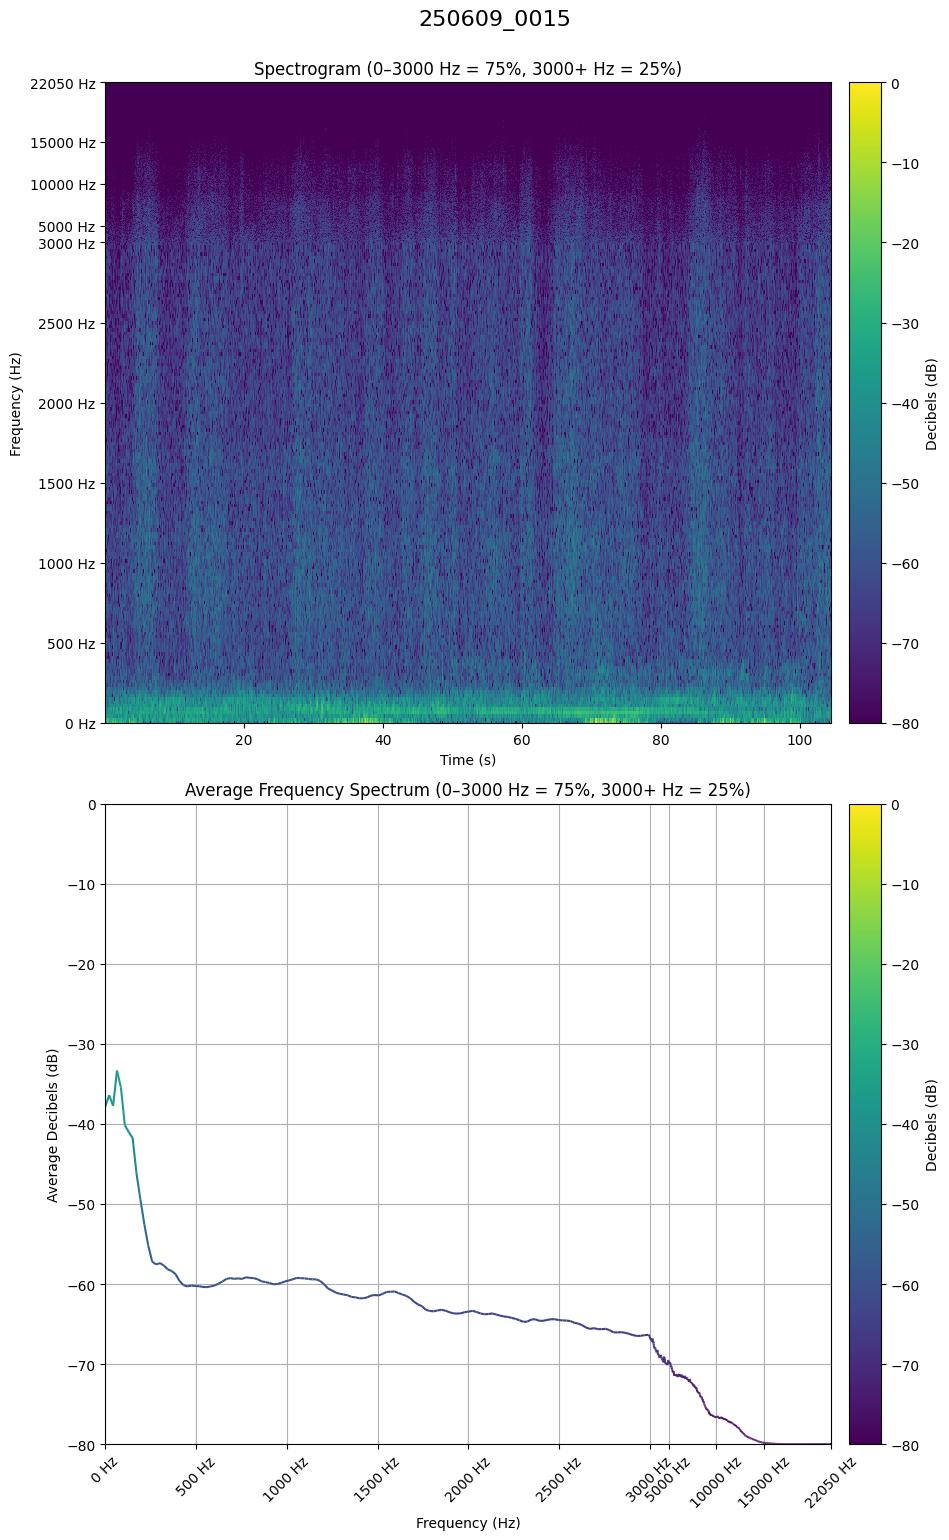 250609_0015
Spectrogram (0–3000 Hz = 75%, 3000+ Hz = 25%)
22050 Hz
15000 Hz
10000 Hz
5000 Hz
3000 Hz
2500 Hz
2000 Hz
1500 Hz
1000 Hz
500 Hz
0 Hz
Frequency (Hz)
20
40
60
80
100
Time (s)
0
−10
−20
−30
−40
−50
−60
−70
−80
Decibels (dB)
Average Frequency Spectrum (0–3000 Hz = 75%, 3000+ Hz = 25%)
0
−10
−20
−30
−40
−50
−60
−70
−80
Average Decibels (dB)
0 Hz
500 Hz
1000 Hz
1500 Hz
2000 Hz
2500 Hz
3000 Hz
5000 Hz
10000 Hz
15000 Hz
22050 Hz
Frequency (Hz)
0
−10
−20
−30
−40
−50
−60
−70
−80
Decibels (dB)